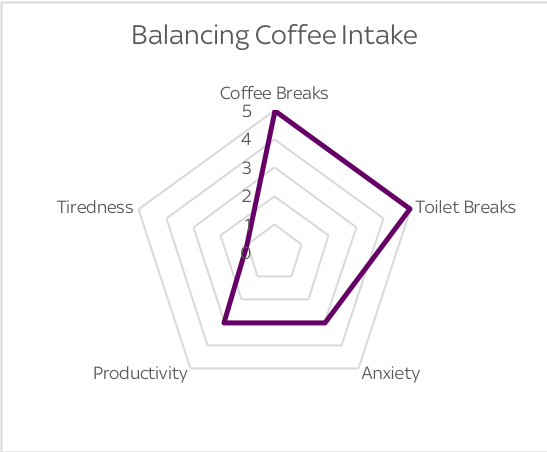 Balancing Coffee Intake
Coffee Breaks
5
4
3
2
1
0
Tiredness
Toilet Breaks
Productivity
Anxiety